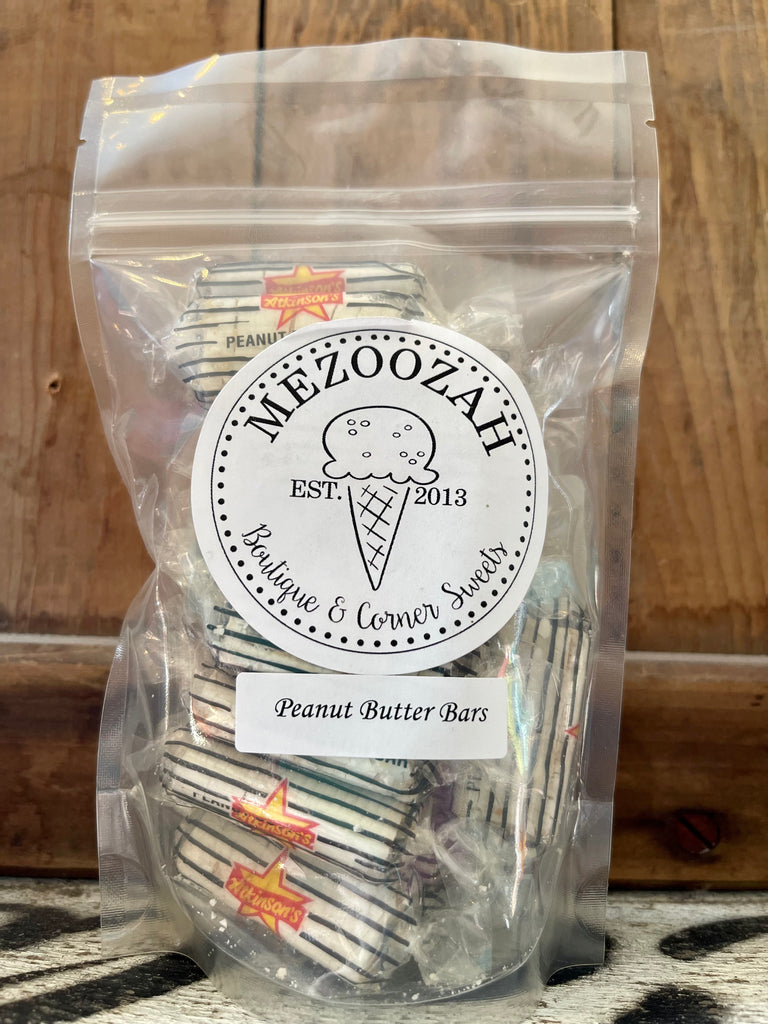 Atkinson's
PEANUT
MEZOOZAH
EST. 2013
Boutique & Corner Sweets
Peanut Butter Bars
Atkinson's
Atkinson's